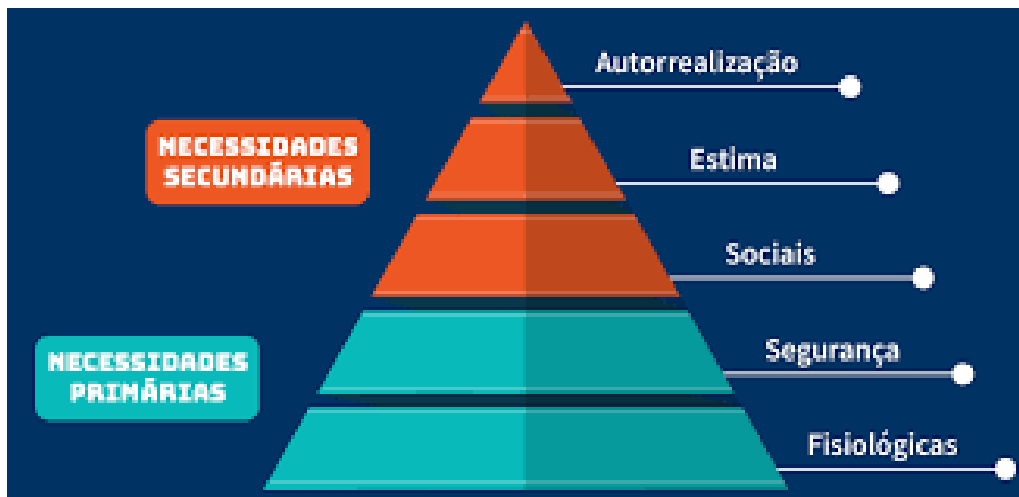 Autorrealização
NECESSIDADES
SECUNDÁRIAS
Estima
Sociais
NECESSIDADES
PRIMÁRIAS
Segurança
Fisiológicas